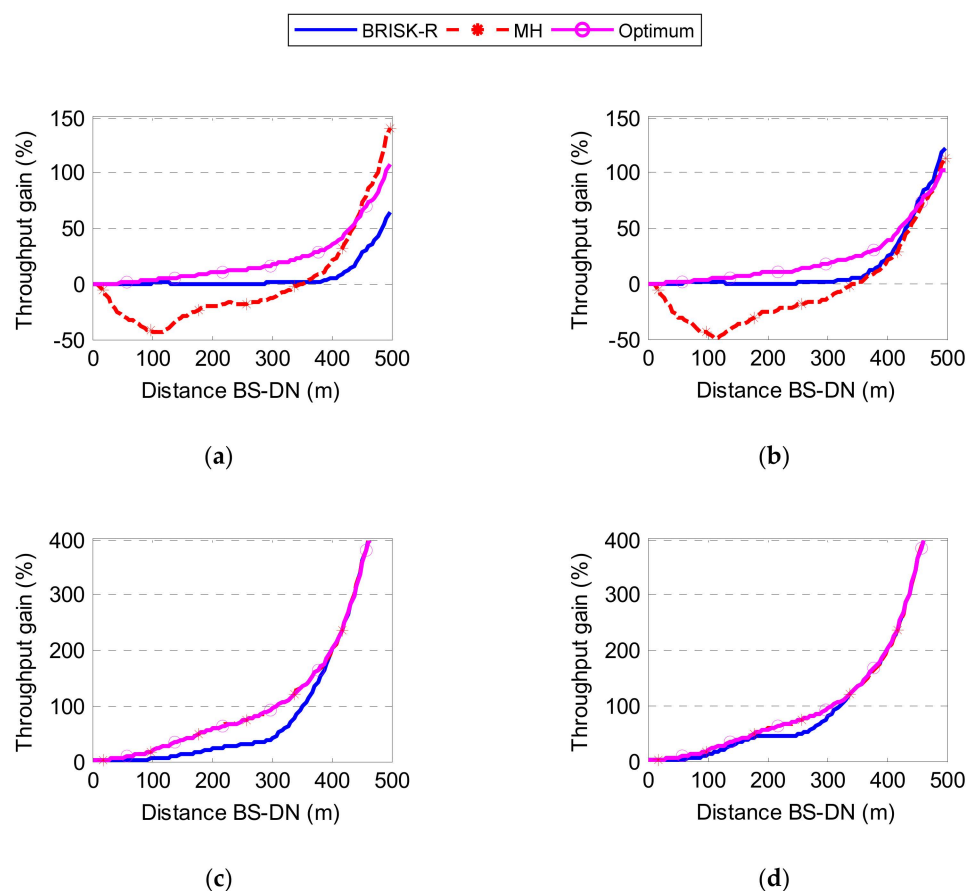 BRISK-R MH Optimum
150
100
50
0
-50
Throughput gain (%)
0 100 200 300 400 500
Distance BS-DN (m)
(a)
150
100
50
0
-50
Throughput gain (%)
0 100 200 300 400 500
Distance BS-DN (m)
(b)
400
300
200
100
0
Throughput gain (%)
0 100 200 300 400 500
Distance BS-DN (m)
(c)
400
300
200
100
0
Throughput gain (%)
0 100 200 300 400 500
Distance BS-DN (m)
(d)